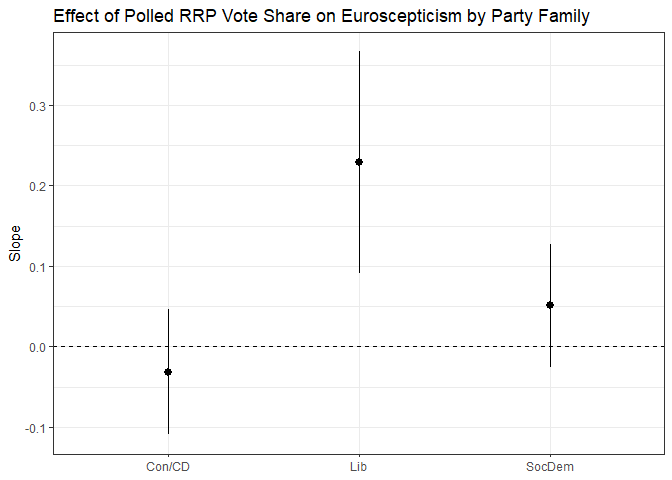 Effect of Polled RRP Vote Share on Euroscepticism by Party Family
Slope
0.3
0.2
0.1
0.0
-0.1
Con/CD Lib SocDem